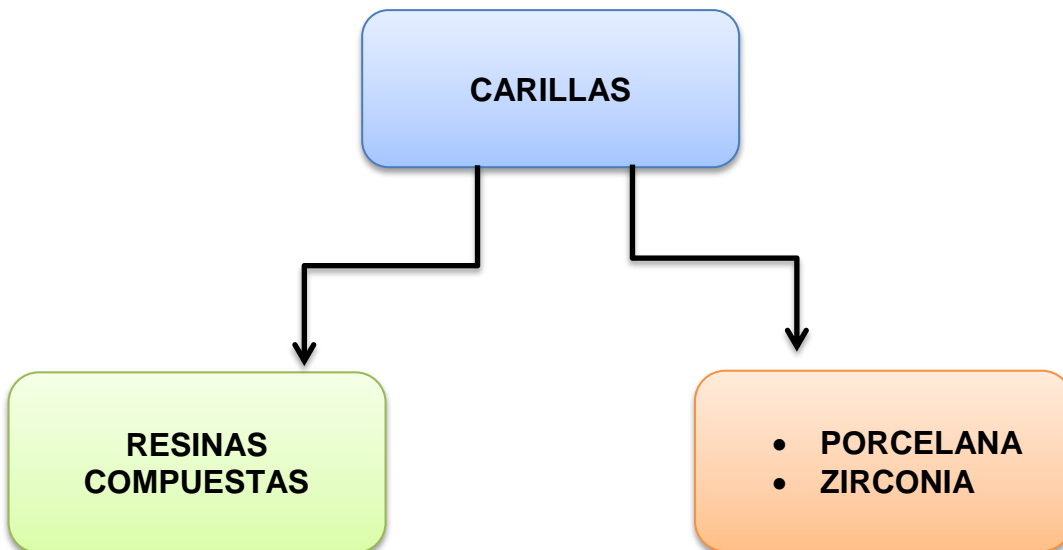 CARILLAS
RESINAS
COMPUESTAS
• PORCELANA
• ZIRCONIA